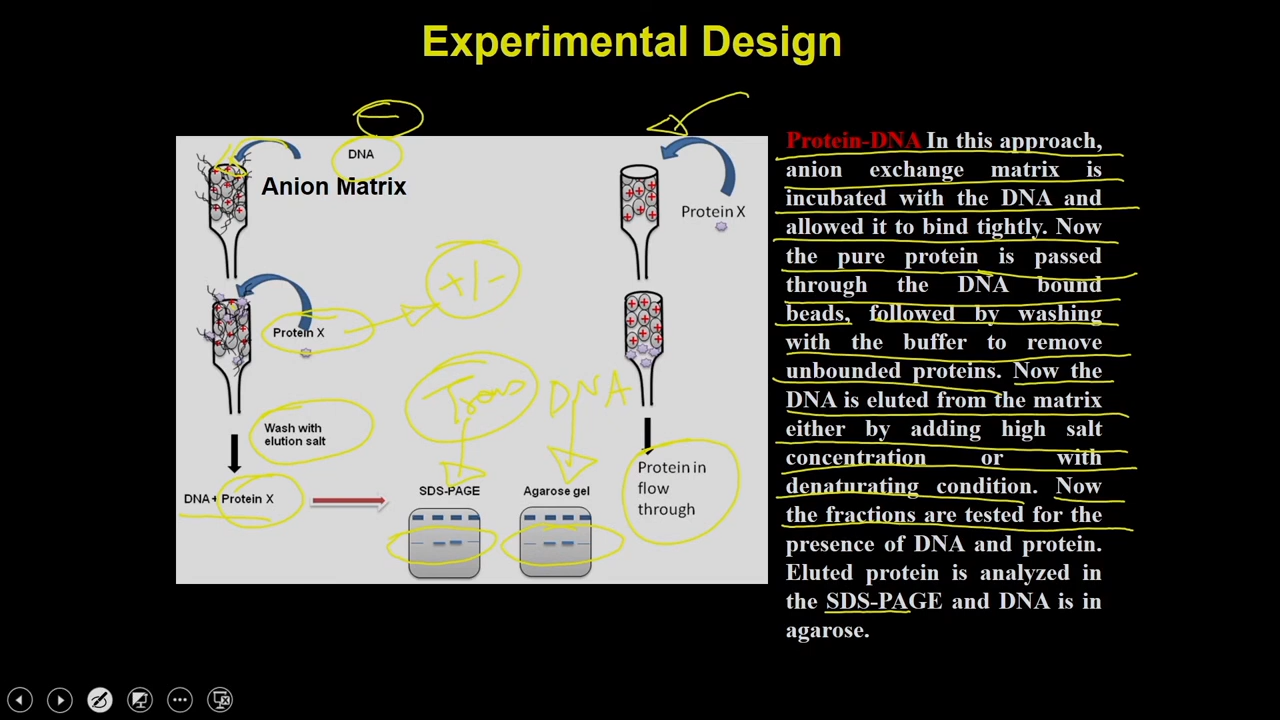 Experimental Design
DNA
Anion Matrix
Protein X
Protein X
+/-
Trans
DNA
Wash with
elution salt
Protein in
flow
through
DNA+ Protein X
SDS-PAGE
Agarose gel
Protein-DNA In this approach,
anion exchange matrix is
incubated with the DNA and
allowed it to bind tightly. Now
the pure protein is passed
through the DNA bound
beads, followed by washing
with the buffer to remove
unbounded proteins. Now the
DNA is eluted from the matrix
either by adding high salt
concentration or with
denaturating condition. Now
the fractions are tested for the
presence of DNA and protein.
Eluted protein is analyzed in
the SDS-PAGE and DNA is in
agarose.